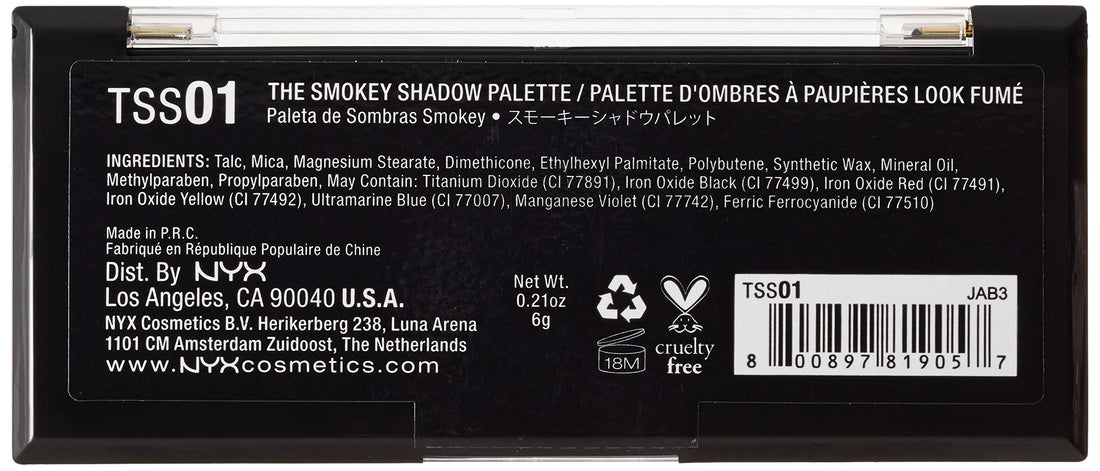 TSS01
THE SMOKEY SHADOW PALETTE / PALETTE D'OMBRES À PAUPIÈRES LOOK FUMÉ
Paleta de Sombras Smokey • スモーキーシャドウパレット
INGREDIENTS: Talc, Mica, Magnesium Stearate, Dimethicone, Ethylhexyl Palmitate, Polybutene, Synthetic Wax, Mineral Oil,
Methylparaben, Propylparaben, May Contain: Titanium Dioxide (CI 77891), Iron Oxide Black (CI 77499), Iron Oxide Red (CI 77491),
Iron Oxide Yellow (CI 77492), Ultramarine Blue (CI 77007), Manganese Violet (CI 77742), Ferric Ferrocyanide (CI 77510)
Made in P.R.C.
Fabriqué en République Populaire de Chine
Dist. By NYX
Los Angeles, CA 90040 U.S.A.
NYX Cosmetics B.V. Herikerberg 238, Luna Arena
1101 CM Amsterdam Zuidoost, The Netherlands
www.NYXcosmetics.com
Net Wt.
0.21oz
6g
18M
cruelty
free
TSS01 JAB3
8 00897 81905 7